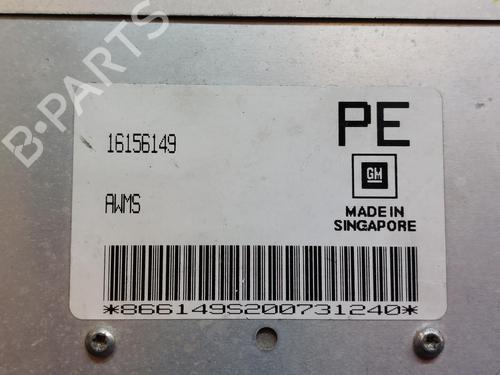 B-PARTS
16156149
PE
GM
AWMS
MADE IN
SINGAPORE
*866149S200731240*